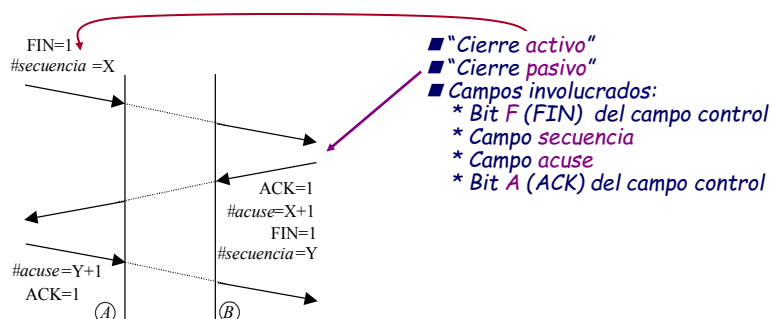 FIN=1
#secuencia =X
ACK=1
#acuse=X+1
FIN=1
#secuencia=Y
#acuse=Y+1
ACK=1
A
B
"Cierre activo"
"Cierre pasivo"
Campos involucrados:
* Bit F (FIN) del campo control
* Campo secuencia
* Campo acuse
* Bit A (ACK) del campo control